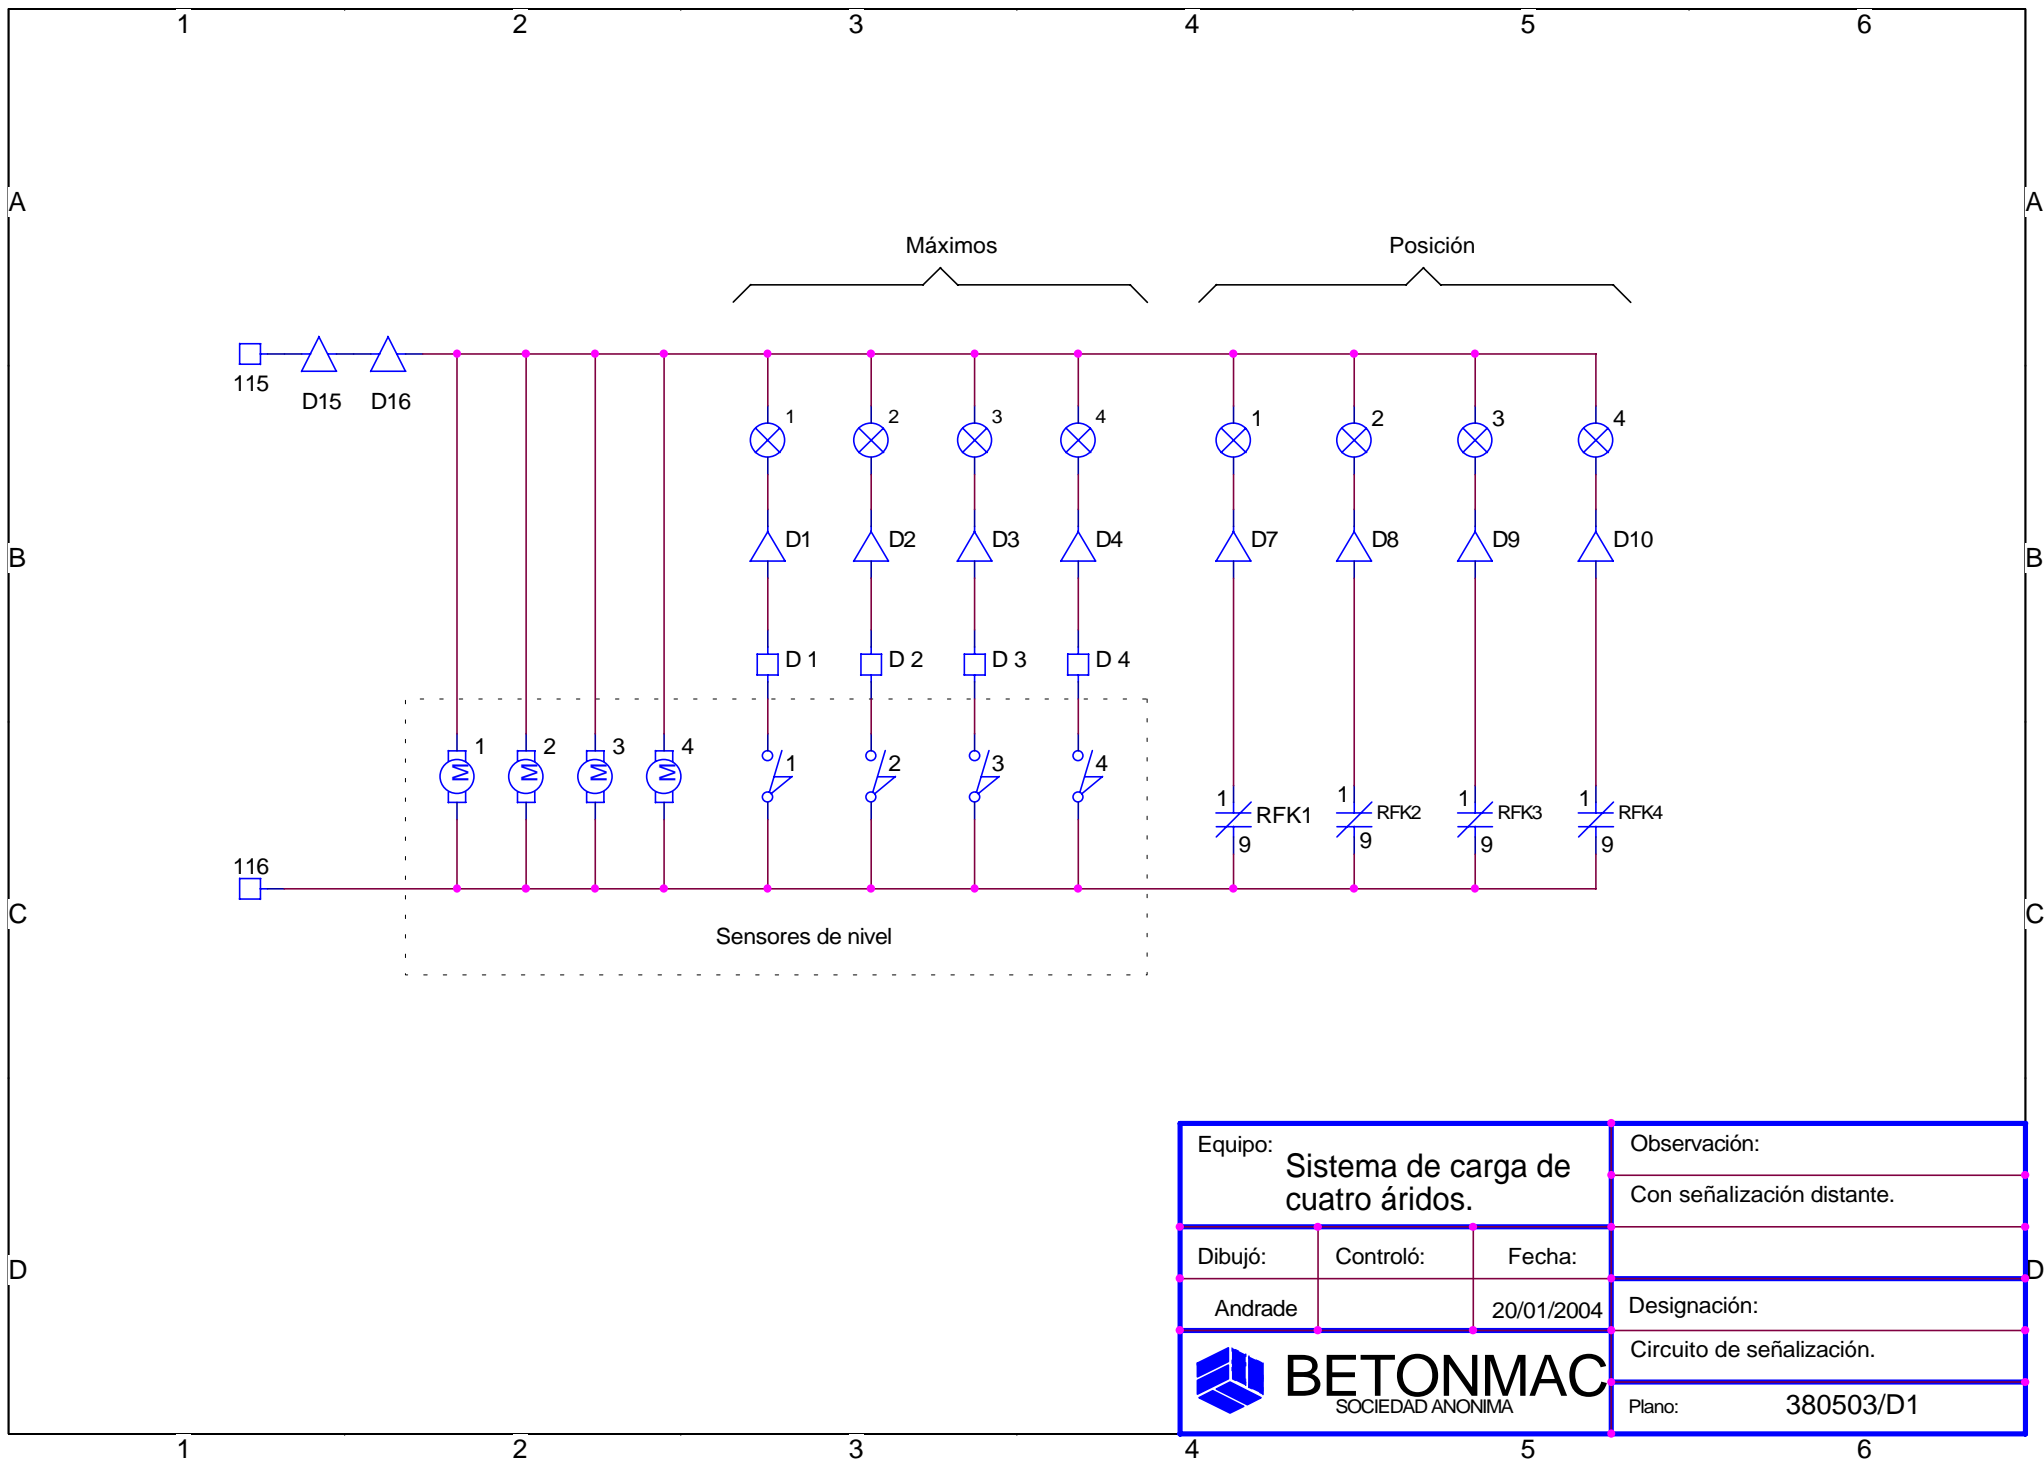 1 2 3 4 5 6
A A
Máximos Posición
115
D15 D16
1 2 3 4 1 2 3 4
D1 D2 D3 D4 D7 D8 D9 D10
B B
D 1 D 2 D 3 D 4
1 2 3 4 1 2 3 4
M M M M
1 1 1 1
RFK1 RFK2 RFK3 RFK4
9 9 9 9
116
C C
Sensores de nivel
Equipo:
Sistema de carga de
cuatro áridos.
Observación:
Con señalización distante.
Dibujó: Controló: Fecha:
D D
Andrade 20/01/2004
Designación:
Circuito de señalización.
BETONMAC
SOCIEDAD ANONIMA
Plano: 380503/D1
1 2 3 4 5 6